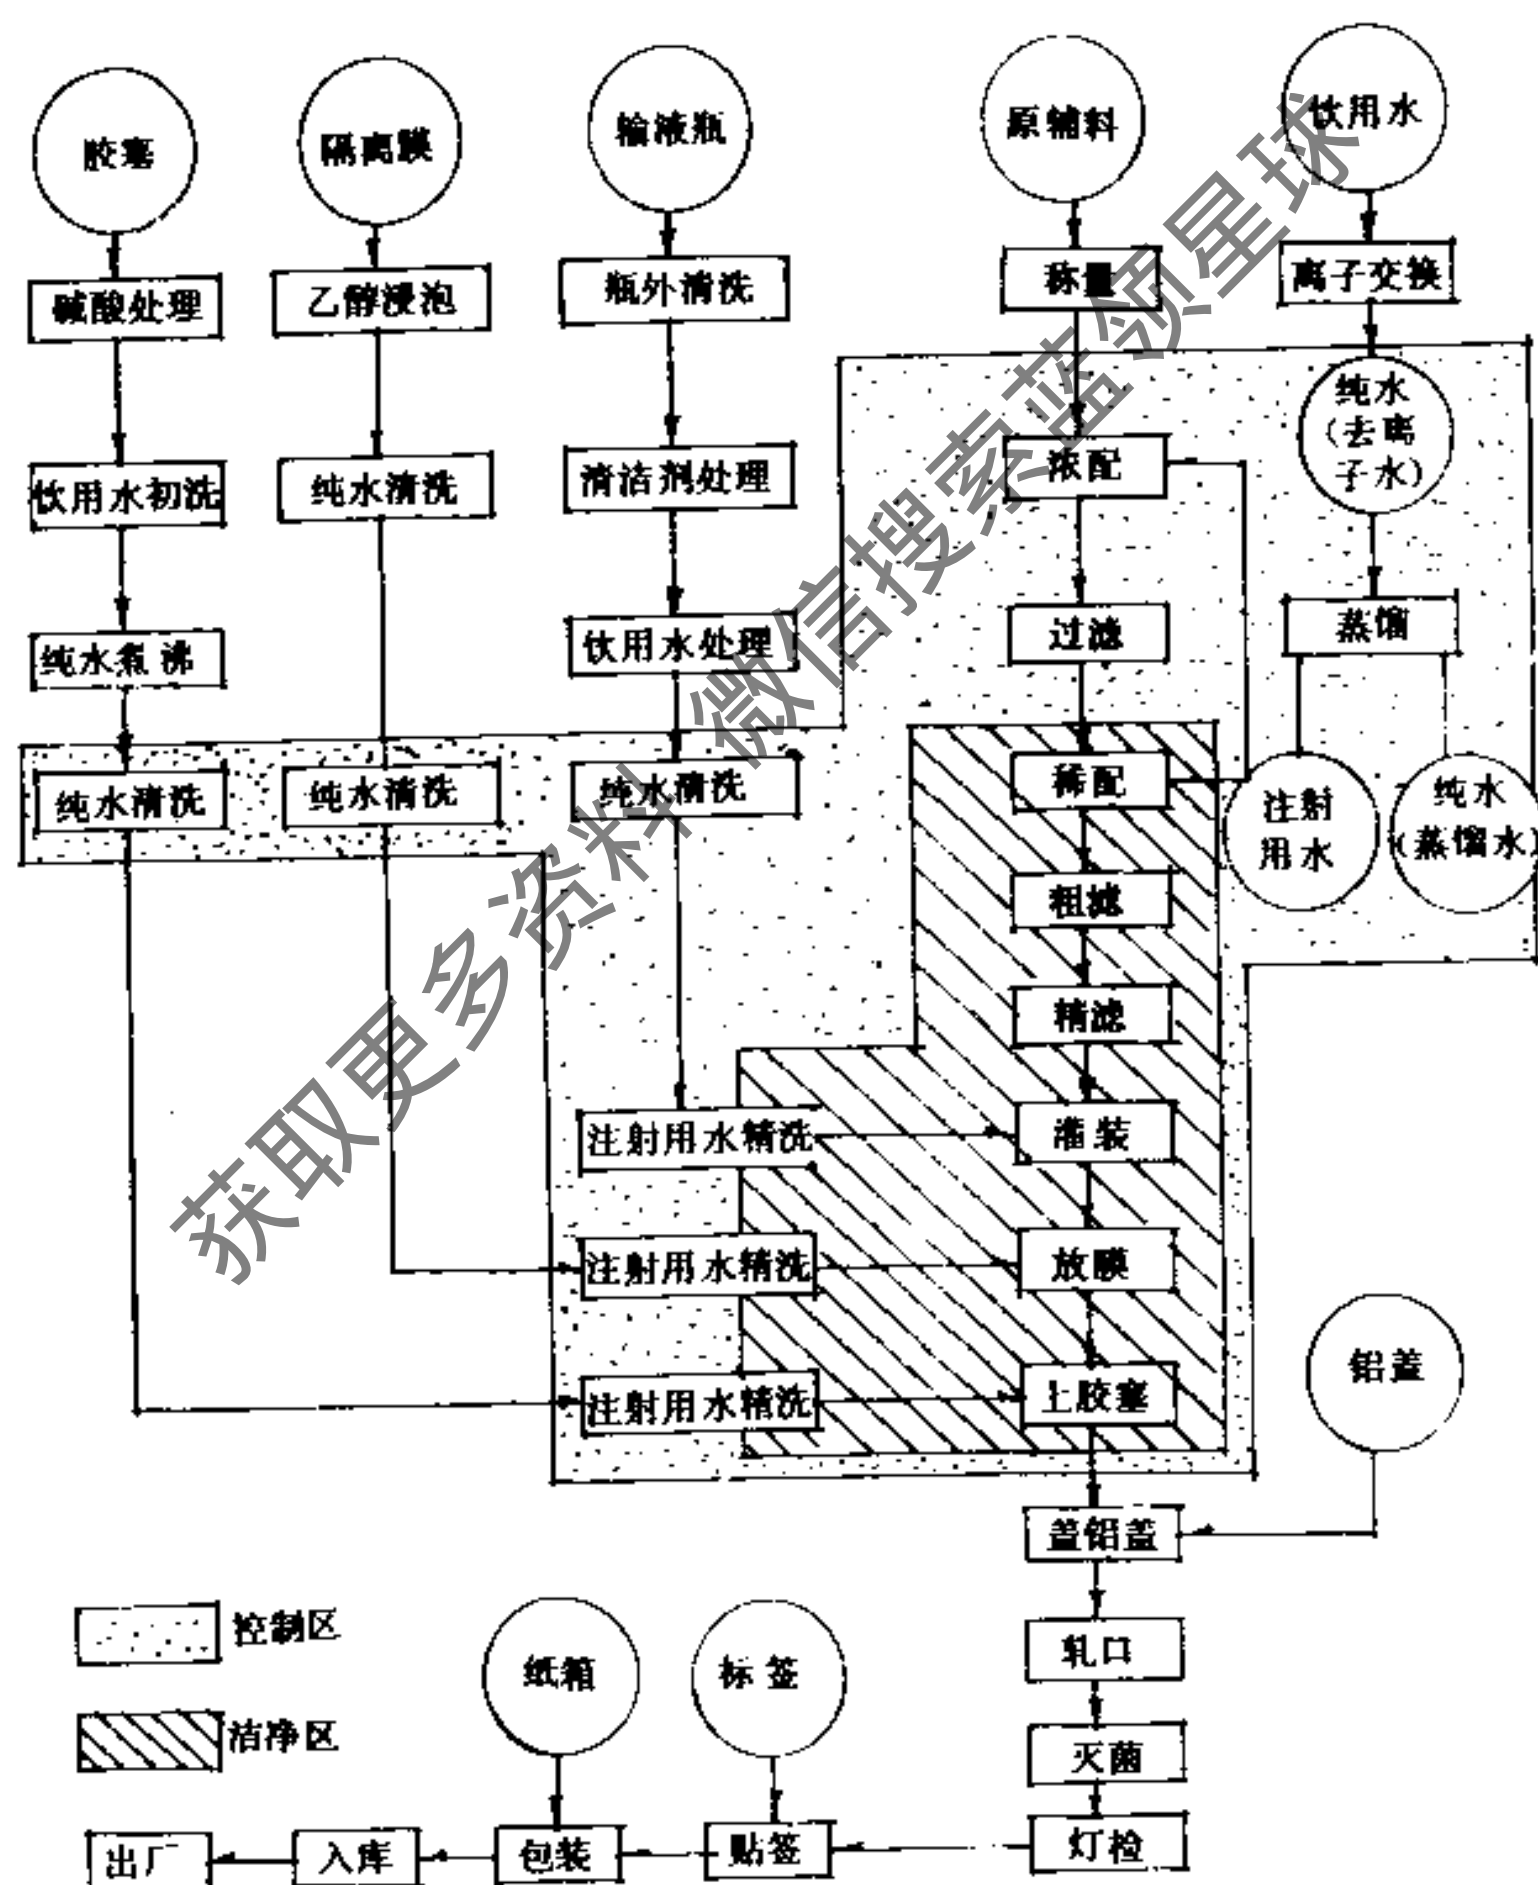 胶塞
隔离膜
输液瓶
原辅料
饮用水
碱酸处理
乙醇浸泡
瓶外清洗
称量
离子交换
纯水
(去离
子水)
饮用水初洗
纯水清洗
清洁剂处理
浓配
纯水煮沸
饮用水处理
过滤
蒸馏
纯水清洗
纯水清洗
纯水清洗
稀配
注射
用水
纯水
(蒸馏水)
粗滤
精滤
注射用水精洗
灌装
注射用水精洗
放膜
注射用水精洗
上胶塞
铝盖
盖铝盖
控制区
纸箱
标签
轧口
洁净区
灭菌
出厂
入库
包装
贴签
灯检
获取更多资料 微信搜索蓝领星球